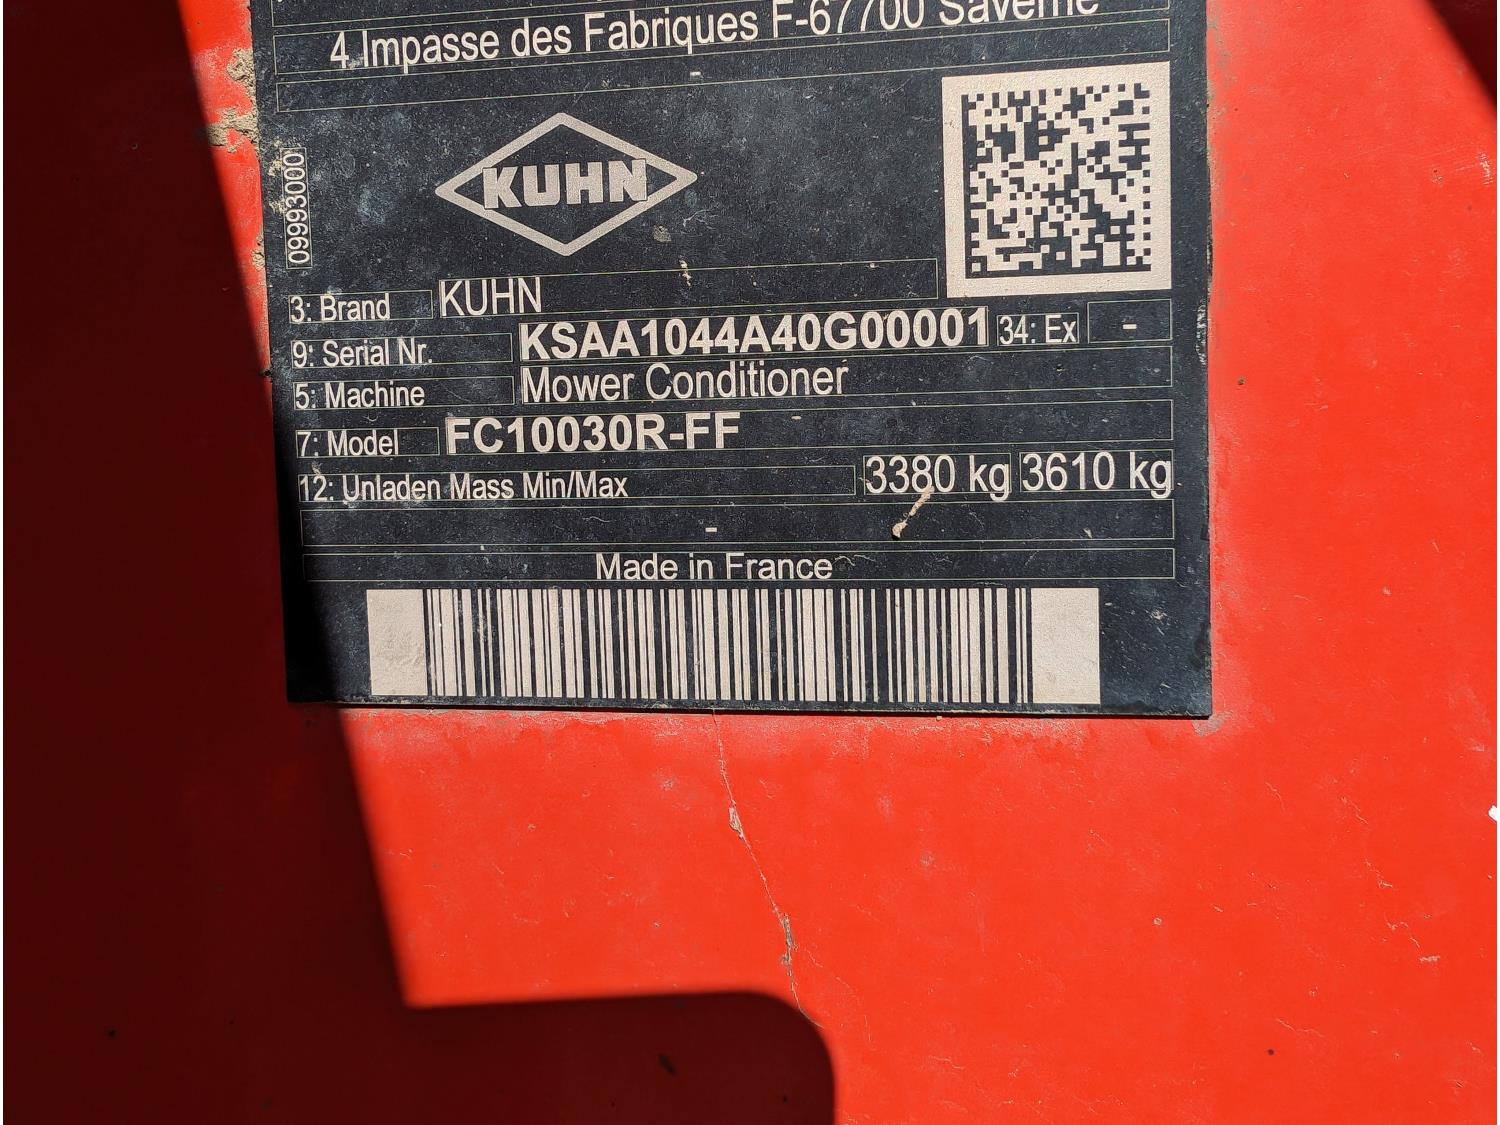 4 Impasse des Fabriques F-67700 Saverne
-
KUHN
09993000
3: Brand KUHN
9: Serial Nr. KSAA1044A40G00001 34: Ex -
5: Machine Mower Conditioner
7: Model FC10030R-FF
12: Unladen Mass Min/Max 3380 kg 3610 kg
-
Made in France